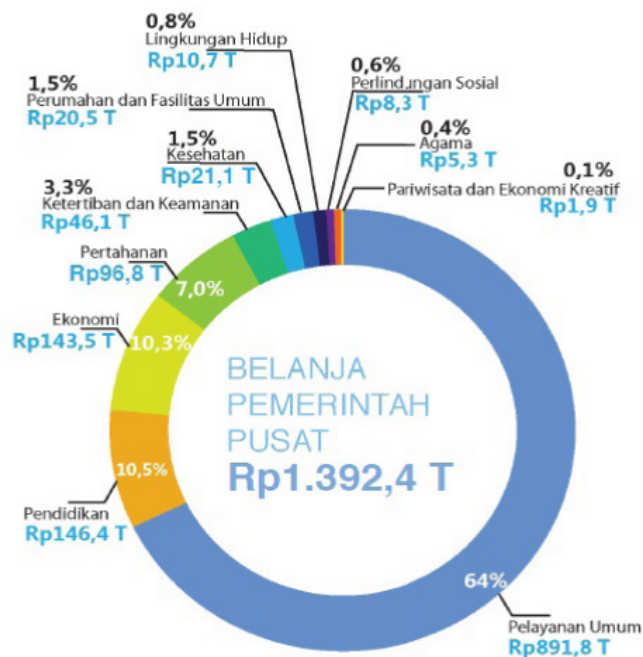 0,8%
Lingkungan Hidup
Rp10,7 T
0,6%
Perlindungan Sosial
Rp8,3 T
1,5%
Perumahan dan Fasilitas Umum
Rp20,5 T
0,4%
Agama
Rp5,3 T
1,5%
Kesehatan
Rp21,1 T
0,1%
Pariwisata dan Ekonomi Kreatif
Rp1,9 T
3,3%
Ketertiban dan Keamanan
Rp46,1 T
Pertahanan
Rp96,8 T
7,0%
Ekonomi
Rp143,5 T
10,3%
BELANJA
PEMERINTAH
PUSAT
Rp1.392,4 T
10,5%
Pendidikan
Rp146,4 T
64%
Pelayanan Umum
Rp891,8 T